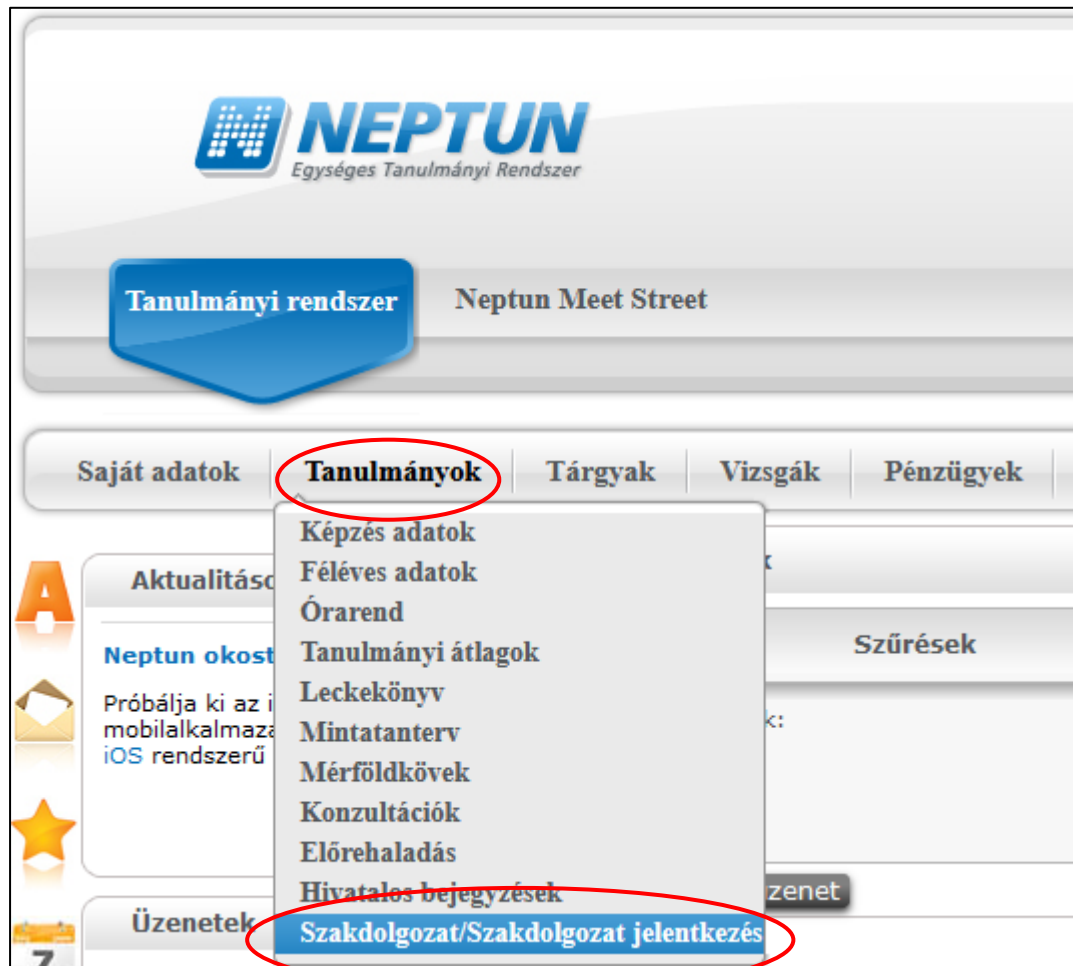 NEPTUN
Egységes Tanulmányi Rendszer
Tanulmányi rendszer
Neptun Meet Street
Saját adatok
Tanulmányok
Tárgyak
Vizsgák
Pénzügyek
Képzés adatok
Féléves adatok
Órarend
Tanulmányi átlagok
Leckekönyv
Mintatanterv
Mérföldkövek
Konzultációk
Előrehaladás
Hivatalos bejegyzések
Szakdolgozat/Szakdolgozat jelentkezés
A
Aktualitáso
k
Neptun okost
Szűrések
Próbálja ki az i
mobilalkalmaza
k:
iOS rendszerű
zenet
Üzenetek
7